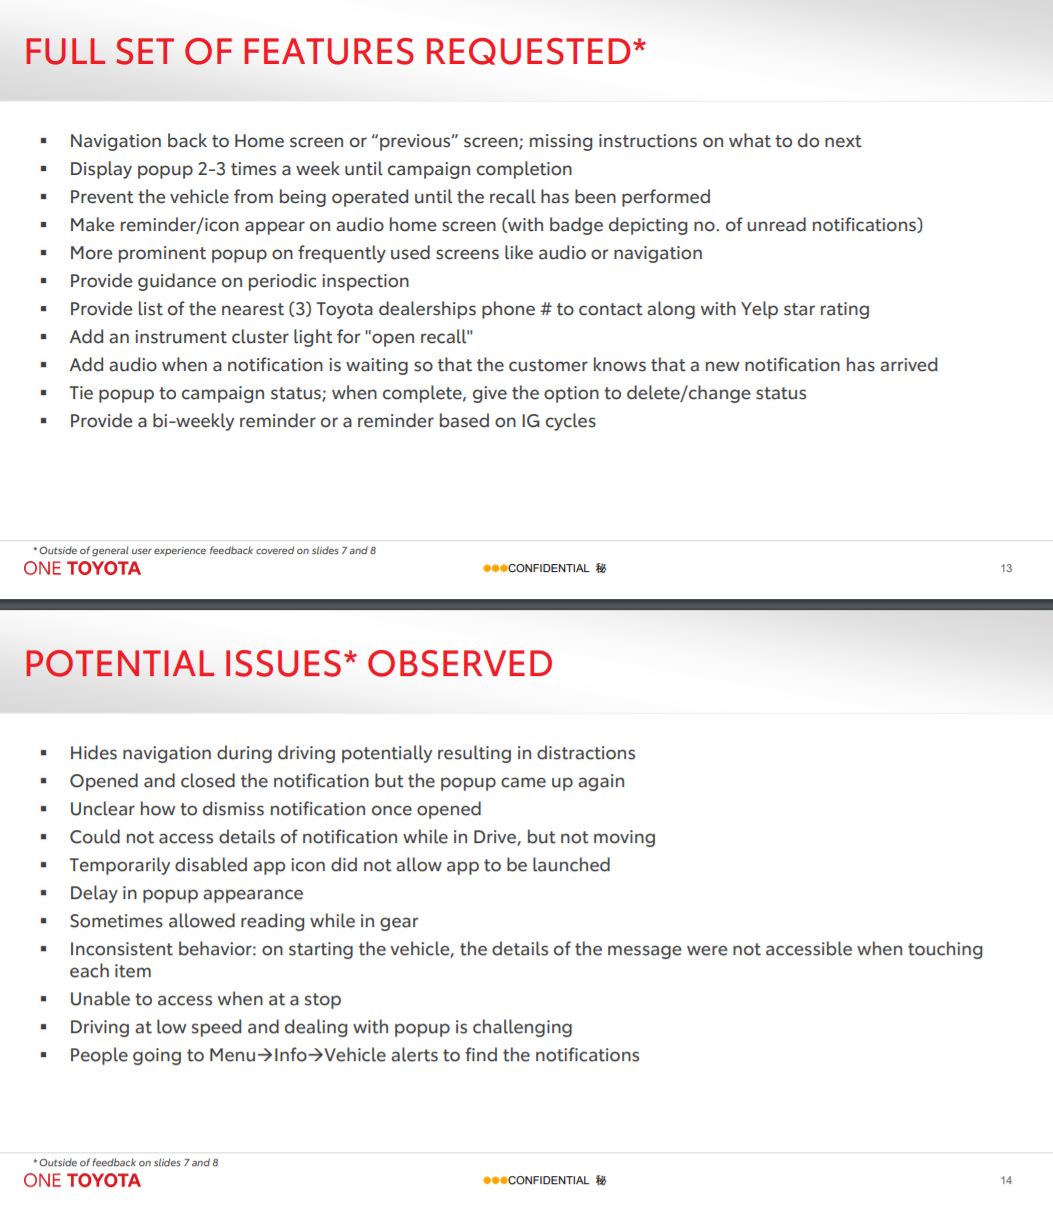 FULL SET OF FEATURES REQUESTED*
▪ Navigation back to Home screen or “previous” screen; missing instructions on what to do next
▪ Display popup 2-3 times a week until campaign completion
▪ Prevent the vehicle from being operated until the recall has been performed
▪ Make reminder/icon appear on audio home screen (with badge depicting no. of unread notifications)
▪ More prominent popup on frequently used screens like audio or navigation
▪ Provide guidance on periodic inspection
▪ Provide list of the nearest (3) Toyota dealerships phone # to contact along with Yelp star rating
▪ Add an instrument cluster light for "open recall"
▪ Add audio when a notification is waiting so that the customer knows that a new notification has arrived
▪ Tie popup to campaign status; when complete, give the option to delete/change status
▪ Provide a bi-weekly reminder or a reminder based on IG cycles
* Outside of general user experience feedback covered on slides 7 and 8
ONE TOYOTA
●●●CONFIDENTIAL ㊙
13
POTENTIAL ISSUES* OBSERVED
▪ Hides navigation during driving potentially resulting in distractions
▪ Opened and closed the notification but the popup came up again
▪ Unclear how to dismiss notification once opened
▪ Could not access details of notification while in Drive, but not moving
▪ Temporarily disabled app icon did not allow app to be launched
▪ Delay in popup appearance
▪ Sometimes allowed reading while in gear
▪ Inconsistent behavior: on starting the vehicle, the details of the message were not accessible when touching
each item
▪ Unable to access when at a stop
▪ Driving at low speed and dealing with popup is challenging
▪ People going to Menu→Info→Vehicle alerts to find the notifications
* Outside of feedback on slides 7 and 8
ONE TOYOTA
●●●CONFIDENTIAL ㊙
14